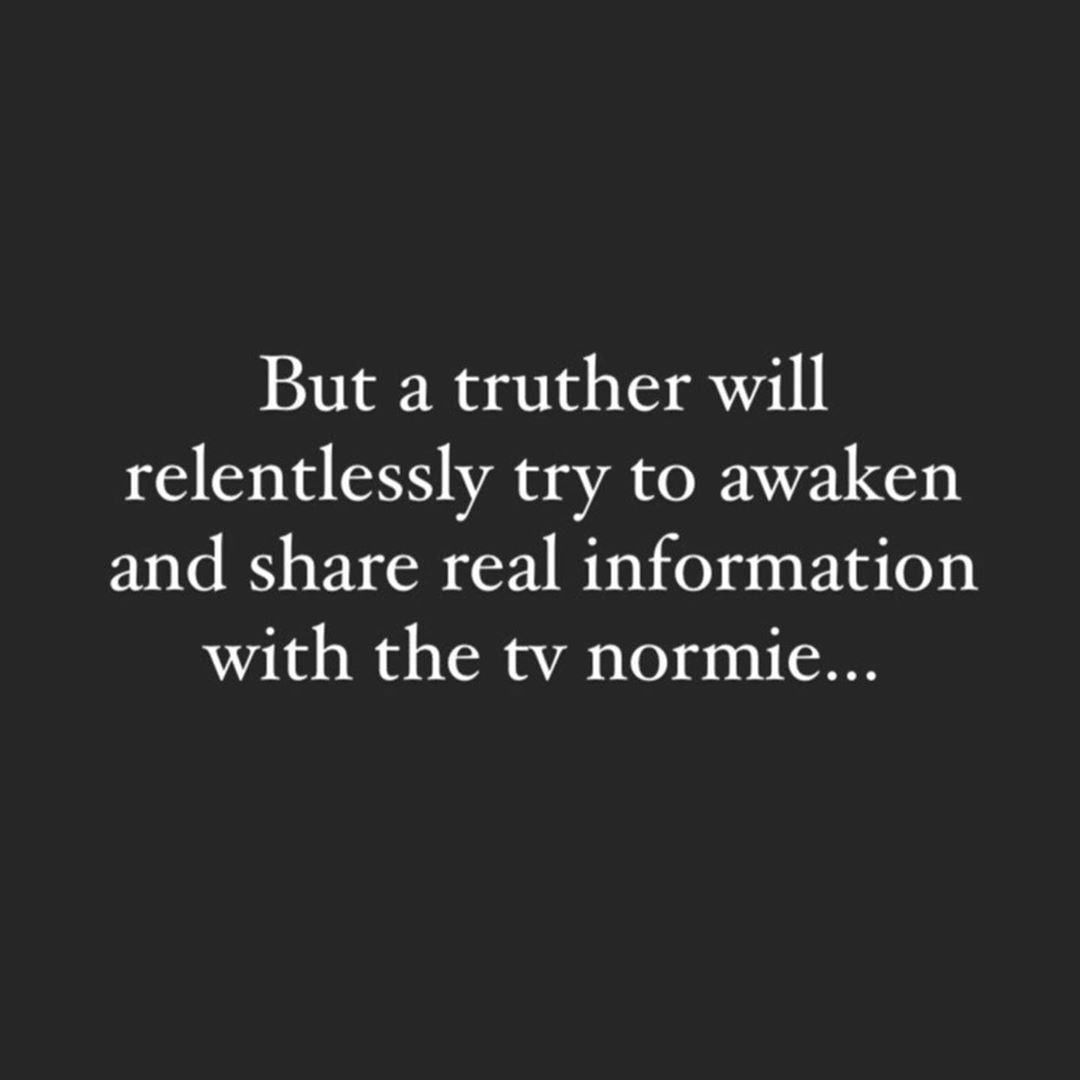 But a truther will
relentlessly try to awaken
and share real information
with the tv normie...